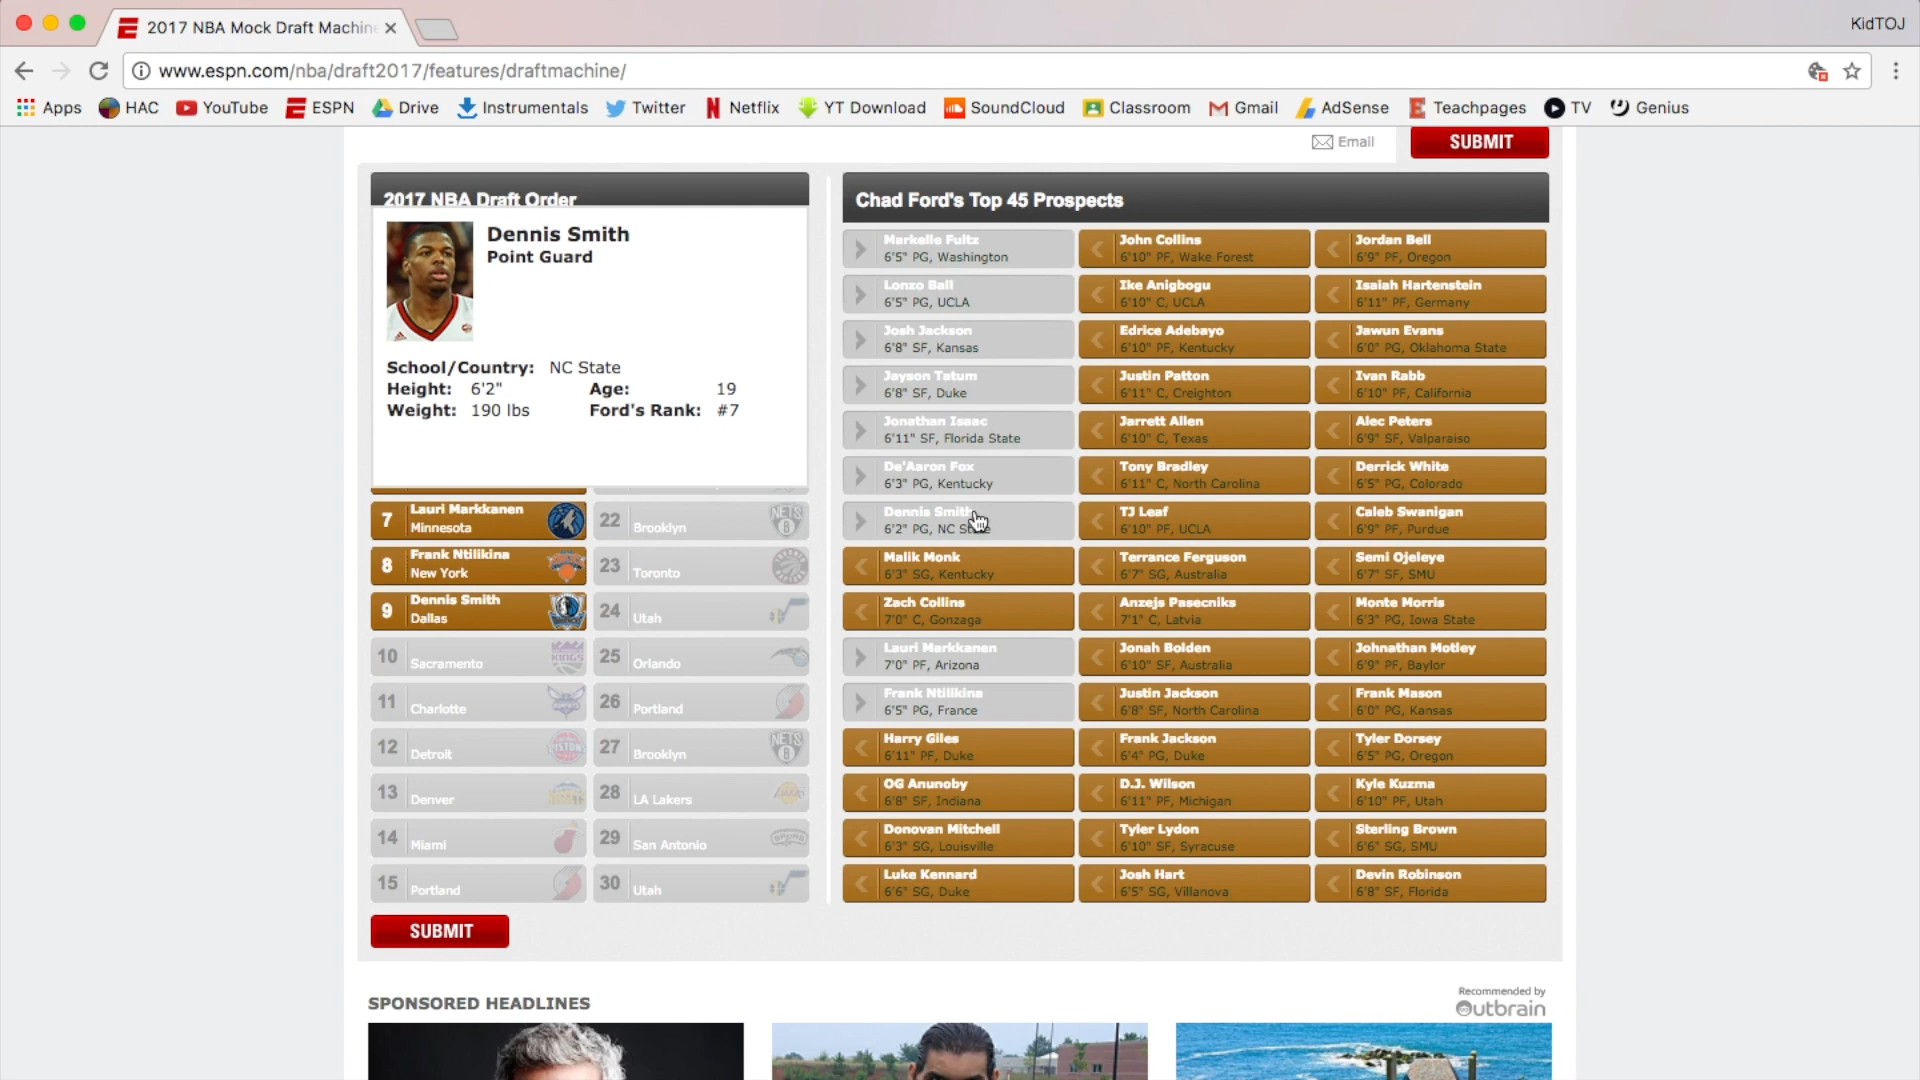 2017 NBA Mock Draft Machine
KidTOJ
www.espn.com/nba/draft2017/features/draftmachine/
Apps HAC YouTube ESPN Drive Instrumentals Twitter Netflix YT Download SoundCloud Classroom Gmail AdSense Teachpages TV Genius
Email
SUBMIT
2017 NBA Draft Order
Dennis Smith
Point Guard
School/Country: NC State
Height: 6'2" Age: 19
Weight: 190 lbs Ford's Rank: #7
7 Lauri Markkanen
Minnesota
8 Frank Ntilikina
New York
9 Dennis Smith
Dallas
10 Sacramento
11 Charlotte
12 Detroit
13 Denver
14 Miami
15 Portland
22 Brooklyn
23 Toronto
24 Utah
25 Orlando
26 Portland
27 Brooklyn
28 LA Lakers
29 San Antonio
30 Utah
SUBMIT
Chad Ford's Top 45 Prospects
Markelle Fultz
6'5" PG, Washington
Lonzo Ball
6'5" PG, UCLA
Josh Jackson
6'8" SF, Kansas
Jayson Tatum
6'8" SF, Duke
Jonathan Isaac
6'11" SF, Florida State
De'Aaron Fox
6'3" PG, Kentucky
Dennis Smith
6'2" PG, NC State
Malik Monk
6'3" SG, Kentucky
Zach Collins
7'0" C, Gonzaga
Lauri Markkanen
7'0" PF, Arizona
Frank Ntilikina
6'5" PG, France
Harry Giles
6'11" PF, Duke
OG Anunoby
6'8" SF, Indiana
Donovan Mitchell
6'3" SG, Louisville
Luke Kennard
6'6" SG, Duke
John Collins
6'10" PF, Wake Forest
Ike Anigbogu
6'10" C, UCLA
Edrice Adebayo
6'10" PF, Kentucky
Justin Patton
6'11" C, Creighton
Jarrett Allen
6'10" C, Texas
Tony Bradley
6'11" C, North Carolina
TJ Leaf
6'10" PF, UCLA
Terrance Ferguson
6'7" SG, Australia
Anzejs Pasecniks
7'1" C, Latvia
Jonah Bolden
6'10" SF, Australia
Justin Jackson
6'8" SF, North Carolina
Frank Jackson
6'4" PG, Duke
D.J. Wilson
6'11" PF, Michigan
Tyler Lydon
6'10" SF, Syracuse
Josh Hart
6'5" SG, Villanova
Jordan Bell
6'9" PF, Oregon
Isaiah Hartenstein
6'11" PF, Germany
Jawun Evans
6'0" PG, Oklahoma State
Ivan Rabb
6'10" PF, California
Alec Peters
6'9" SF, Valparaiso
Derrick White
6'5" PG, Colorado
Caleb Swanigan
6'9" PF, Purdue
Semi Ojeleye
6'7" SF, SMU
Monte Morris
6'3" PG, Iowa State
Johnathan Motley
6'9" PF, Baylor
Frank Mason
6'0" PG, Kansas
Tyler Dorsey
6'5" PG, Oregon
Kyle Kuzma
6'10" PF, Utah
Sterling Brown
6'6" SG, SMU
Devin Robinson
6'8" SF, Florida
SPONSORED HEADLINES
Recommended by
Outbrain